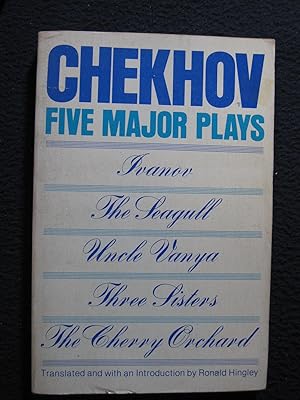 CHEKHOV
FIVE MAJOR PLAYS
Ivanov
The Seagull
Uncle Vanya
Three Sisters
The Cherry Orchard
Translated and with an Introduction by Ronald Hingley